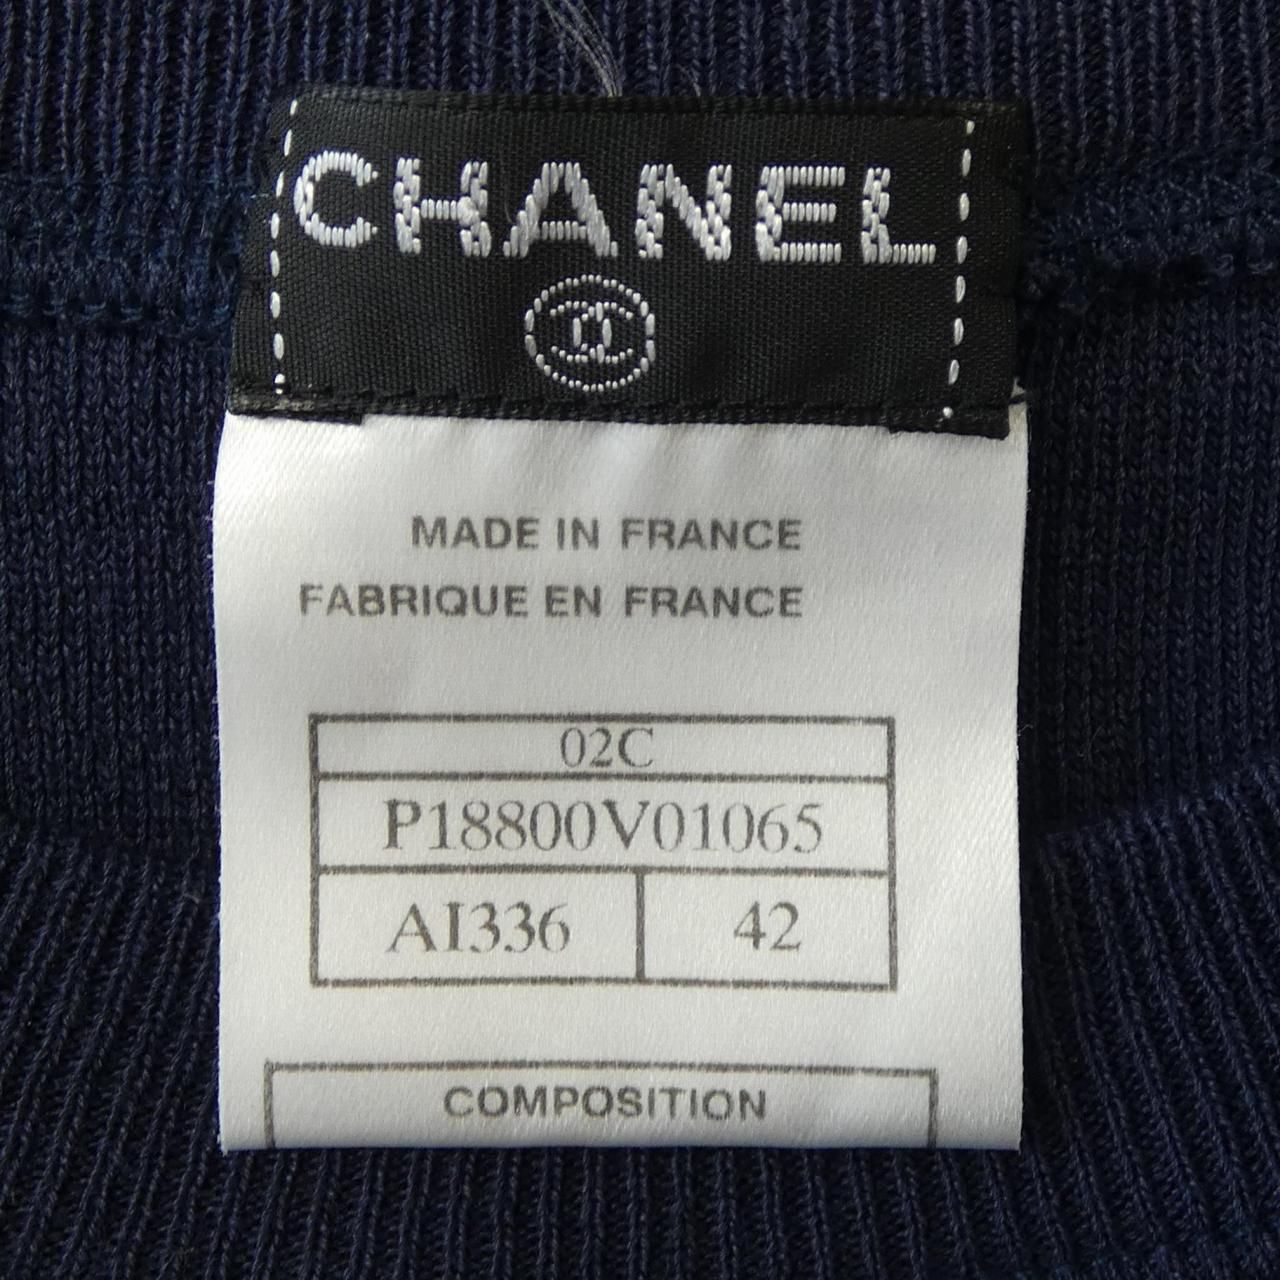 CHANEL
MADE IN FRANCE
FABRIQUE EN FRANCE
02C
P18800V01065
AI336 42
COMPOSITION